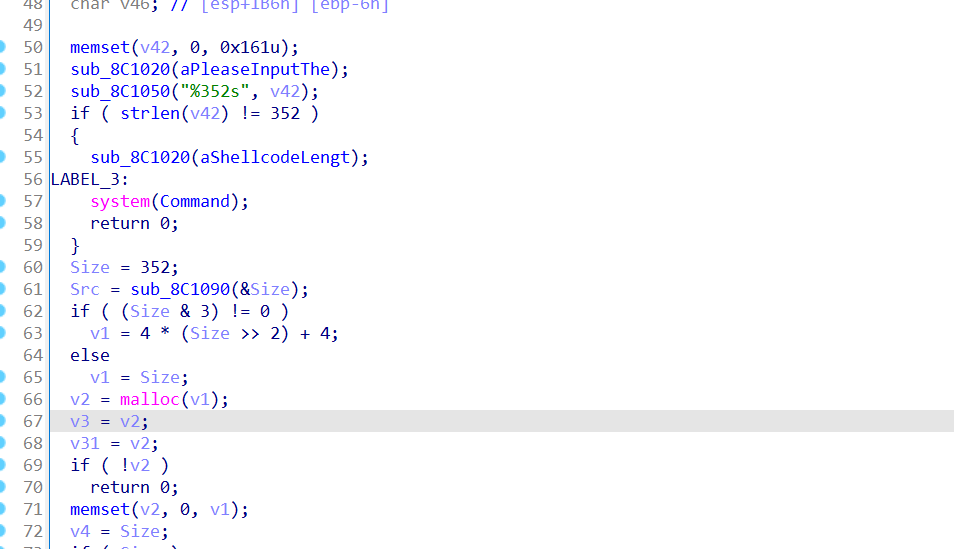 48 char v46; // [esp+1B6h] [ebp-6h]
49
50 memset(v42, 0, 0x161u);
51 sub_8C1020(aPleaseInputThe);
52 sub_8C1050("%352s", v42);
53 if ( strlen(v42) != 352 )
54 {
55 sub_8C1020(aShellcodeLengt);
56 LABEL_3:
57 system(Command);
58 return 0;
59 }
60 Size = 352;
61 Src = sub_8C1090(&Size);
62 if ( (Size & 3) != 0 )
63 v1 = 4 * (Size >> 2) + 4;
64 else
65 v1 = Size;
66 v2 = malloc(v1);
67 v3 = v2;
68 v31 = v2;
69 if ( !v2 )
70 return 0;
71 memset(v2, 0, v1);
72 v4 = Size;